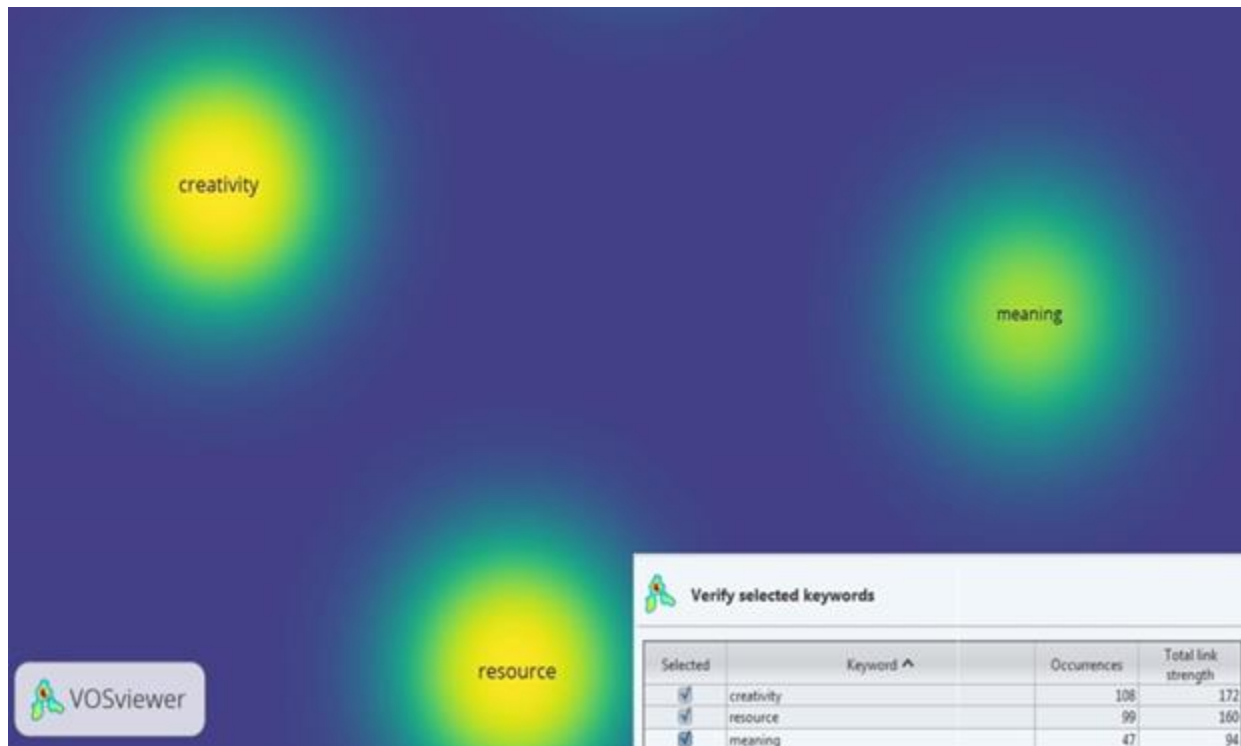 creativity
meaning
resource
VOSviewer
Verify selected keywords
Selected Keyword Occurrences Total link strength
creativity 108 172
resource 99 160
meaning 47 94